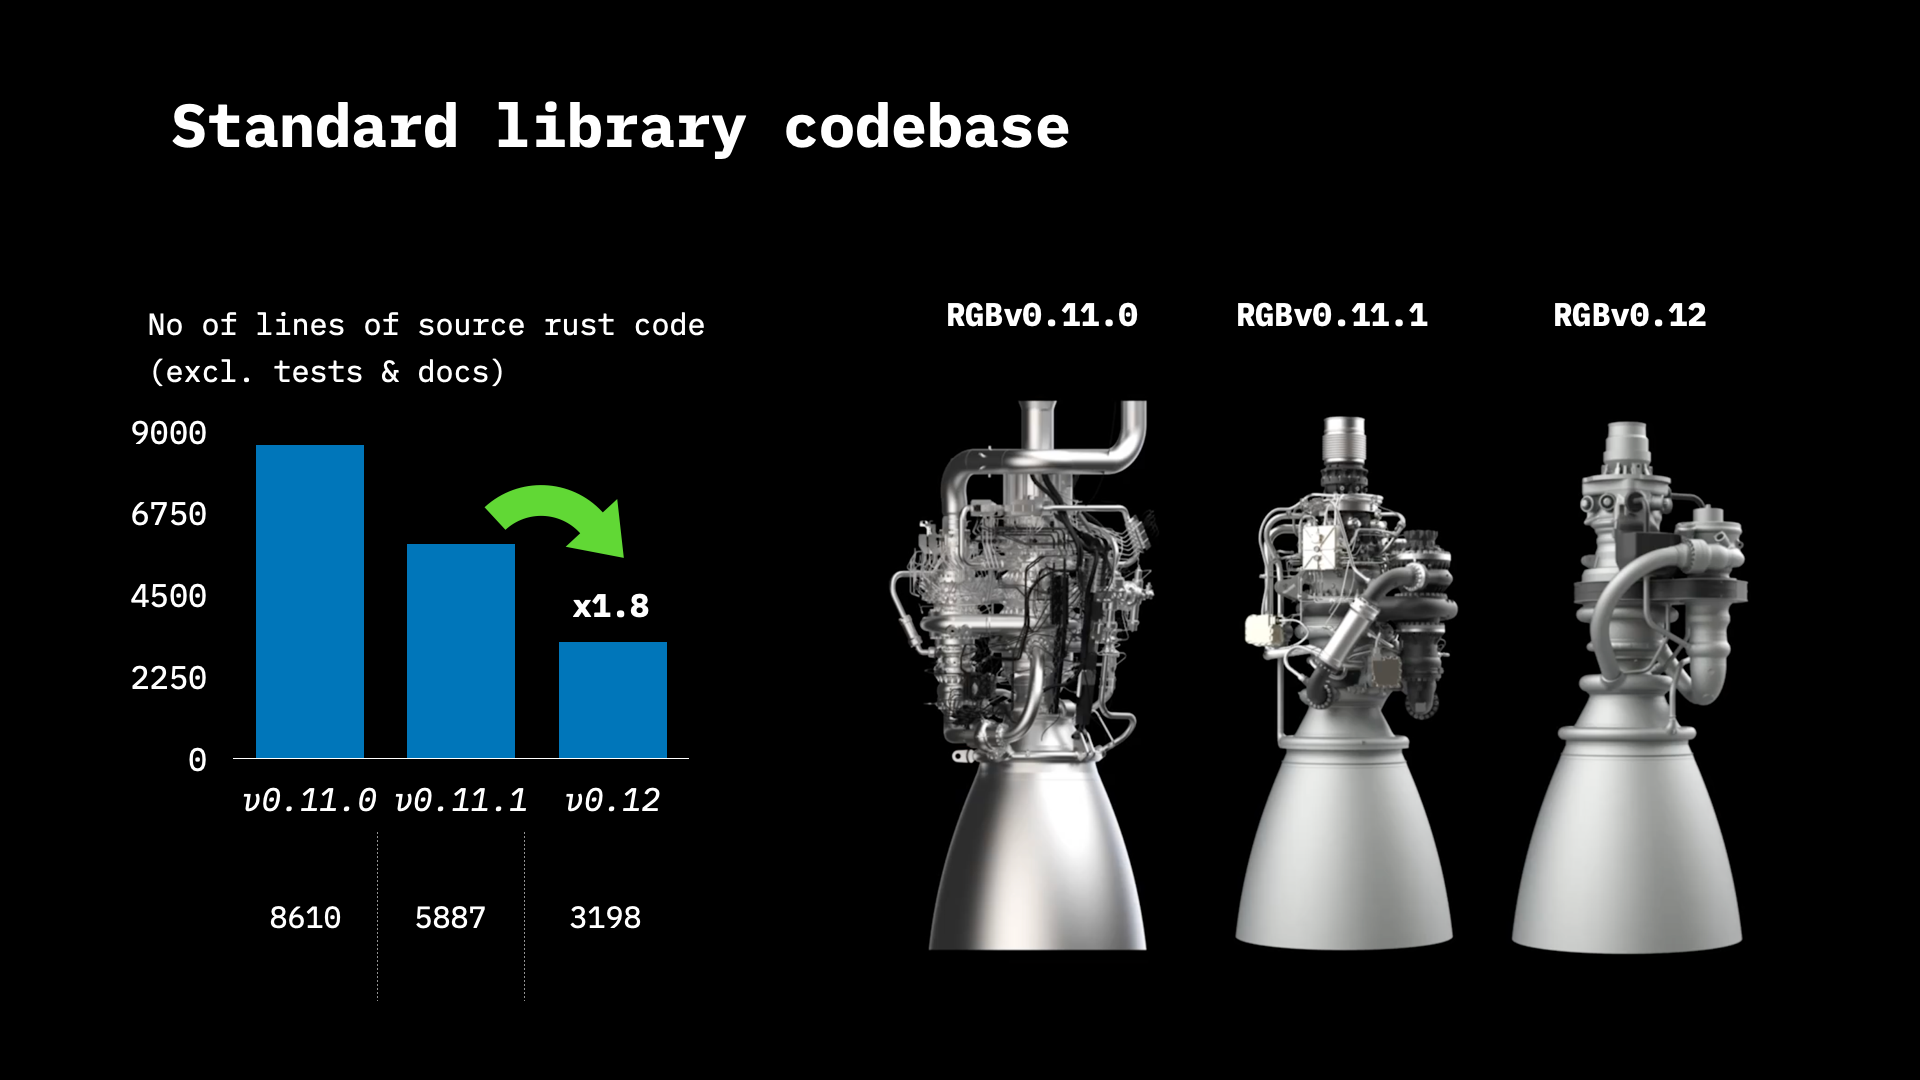 Standard library codebase
No of lines of source rust code
(excl. tests & docs)
9000
6750
4500
2250
0
x1.8
v0.11.0 v0.11.1 v0.12
8610 5887 3198
RGBv0.11.0 RGBv0.11.1 RGBv0.12